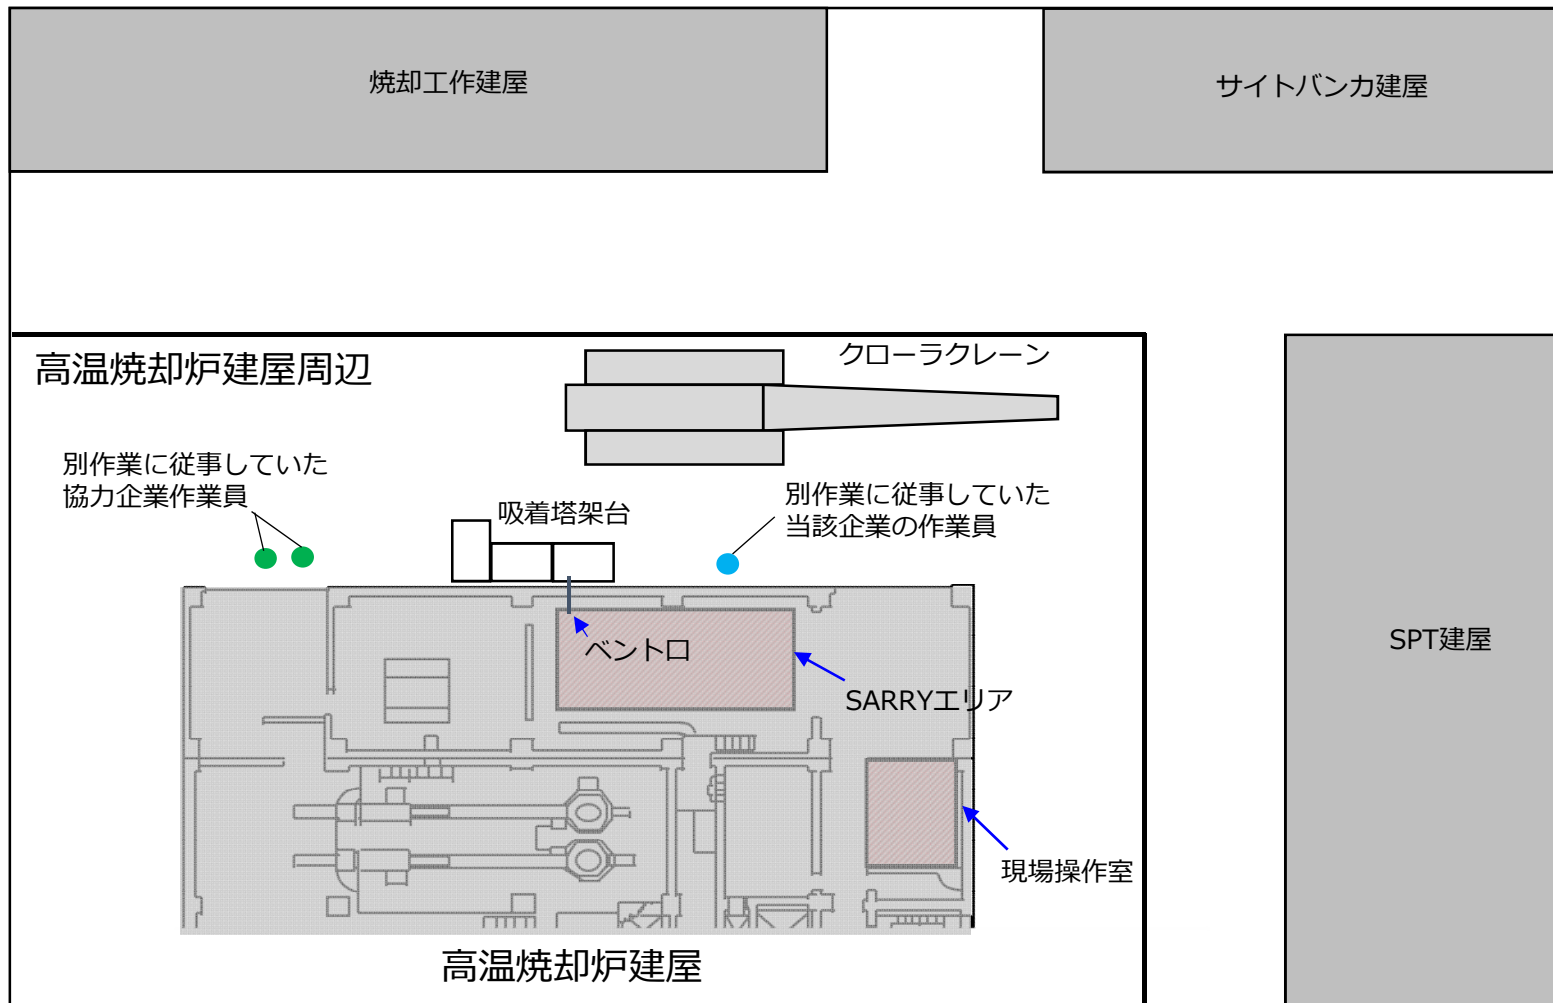 焼却工作建屋
サイトバンカ建屋
高温焼却炉建屋周辺
クローラクレーン
別作業に従事していた
協力企業作業員
吸着塔架台
別作業に従事していた
当該企業の作業員
ベント口
SARRYエリア
SPT建屋
現場操作室
高温焼却炉建屋